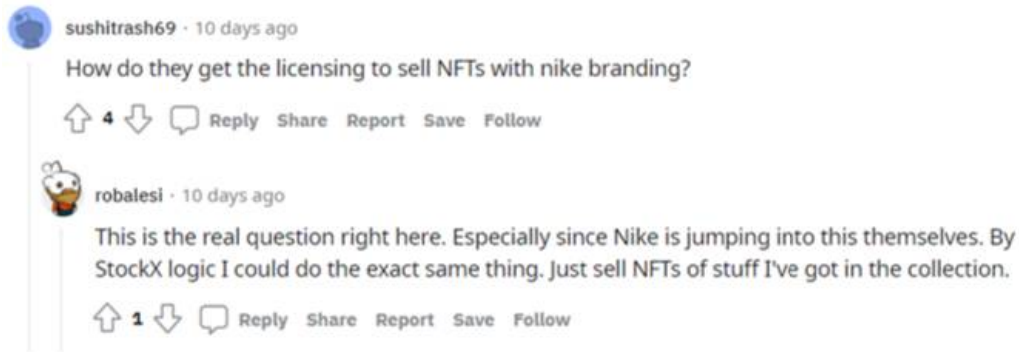 sushitrash69 · 10 days ago
How do they get the licensing to sell NFTs with nike branding?
4 Reply Share Report Save Follow
robalesi · 10 days ago
This is the real question right here. Especially since Nike is jumping into this themselves. By
StockX logic I could do the exact same thing. Just sell NFTs of stuff I've got in the collection.
1 Reply Share Report Save Follow